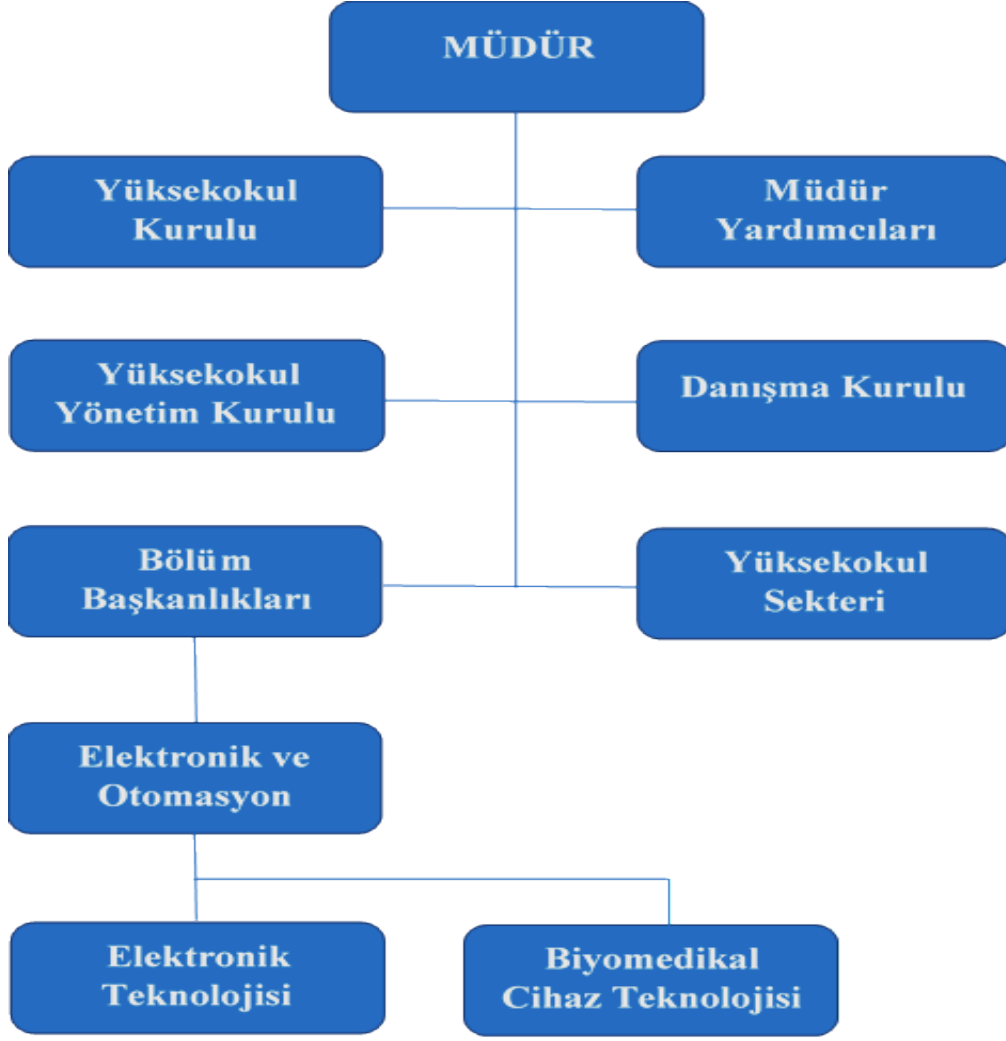 MÜDÜR
Yüksekokul
Kurulu
Müdür
Yardımcıları
Yüksekokul
Yönetim Kurulu
Danışma Kurulu
Bölüm
Başkanlıkları
Yüksekokul
Sekteri
Elektronik ve
Otomasyon
Elektronik
Teknolojisi
Biyomedikal
Cihaz Teknolojisi